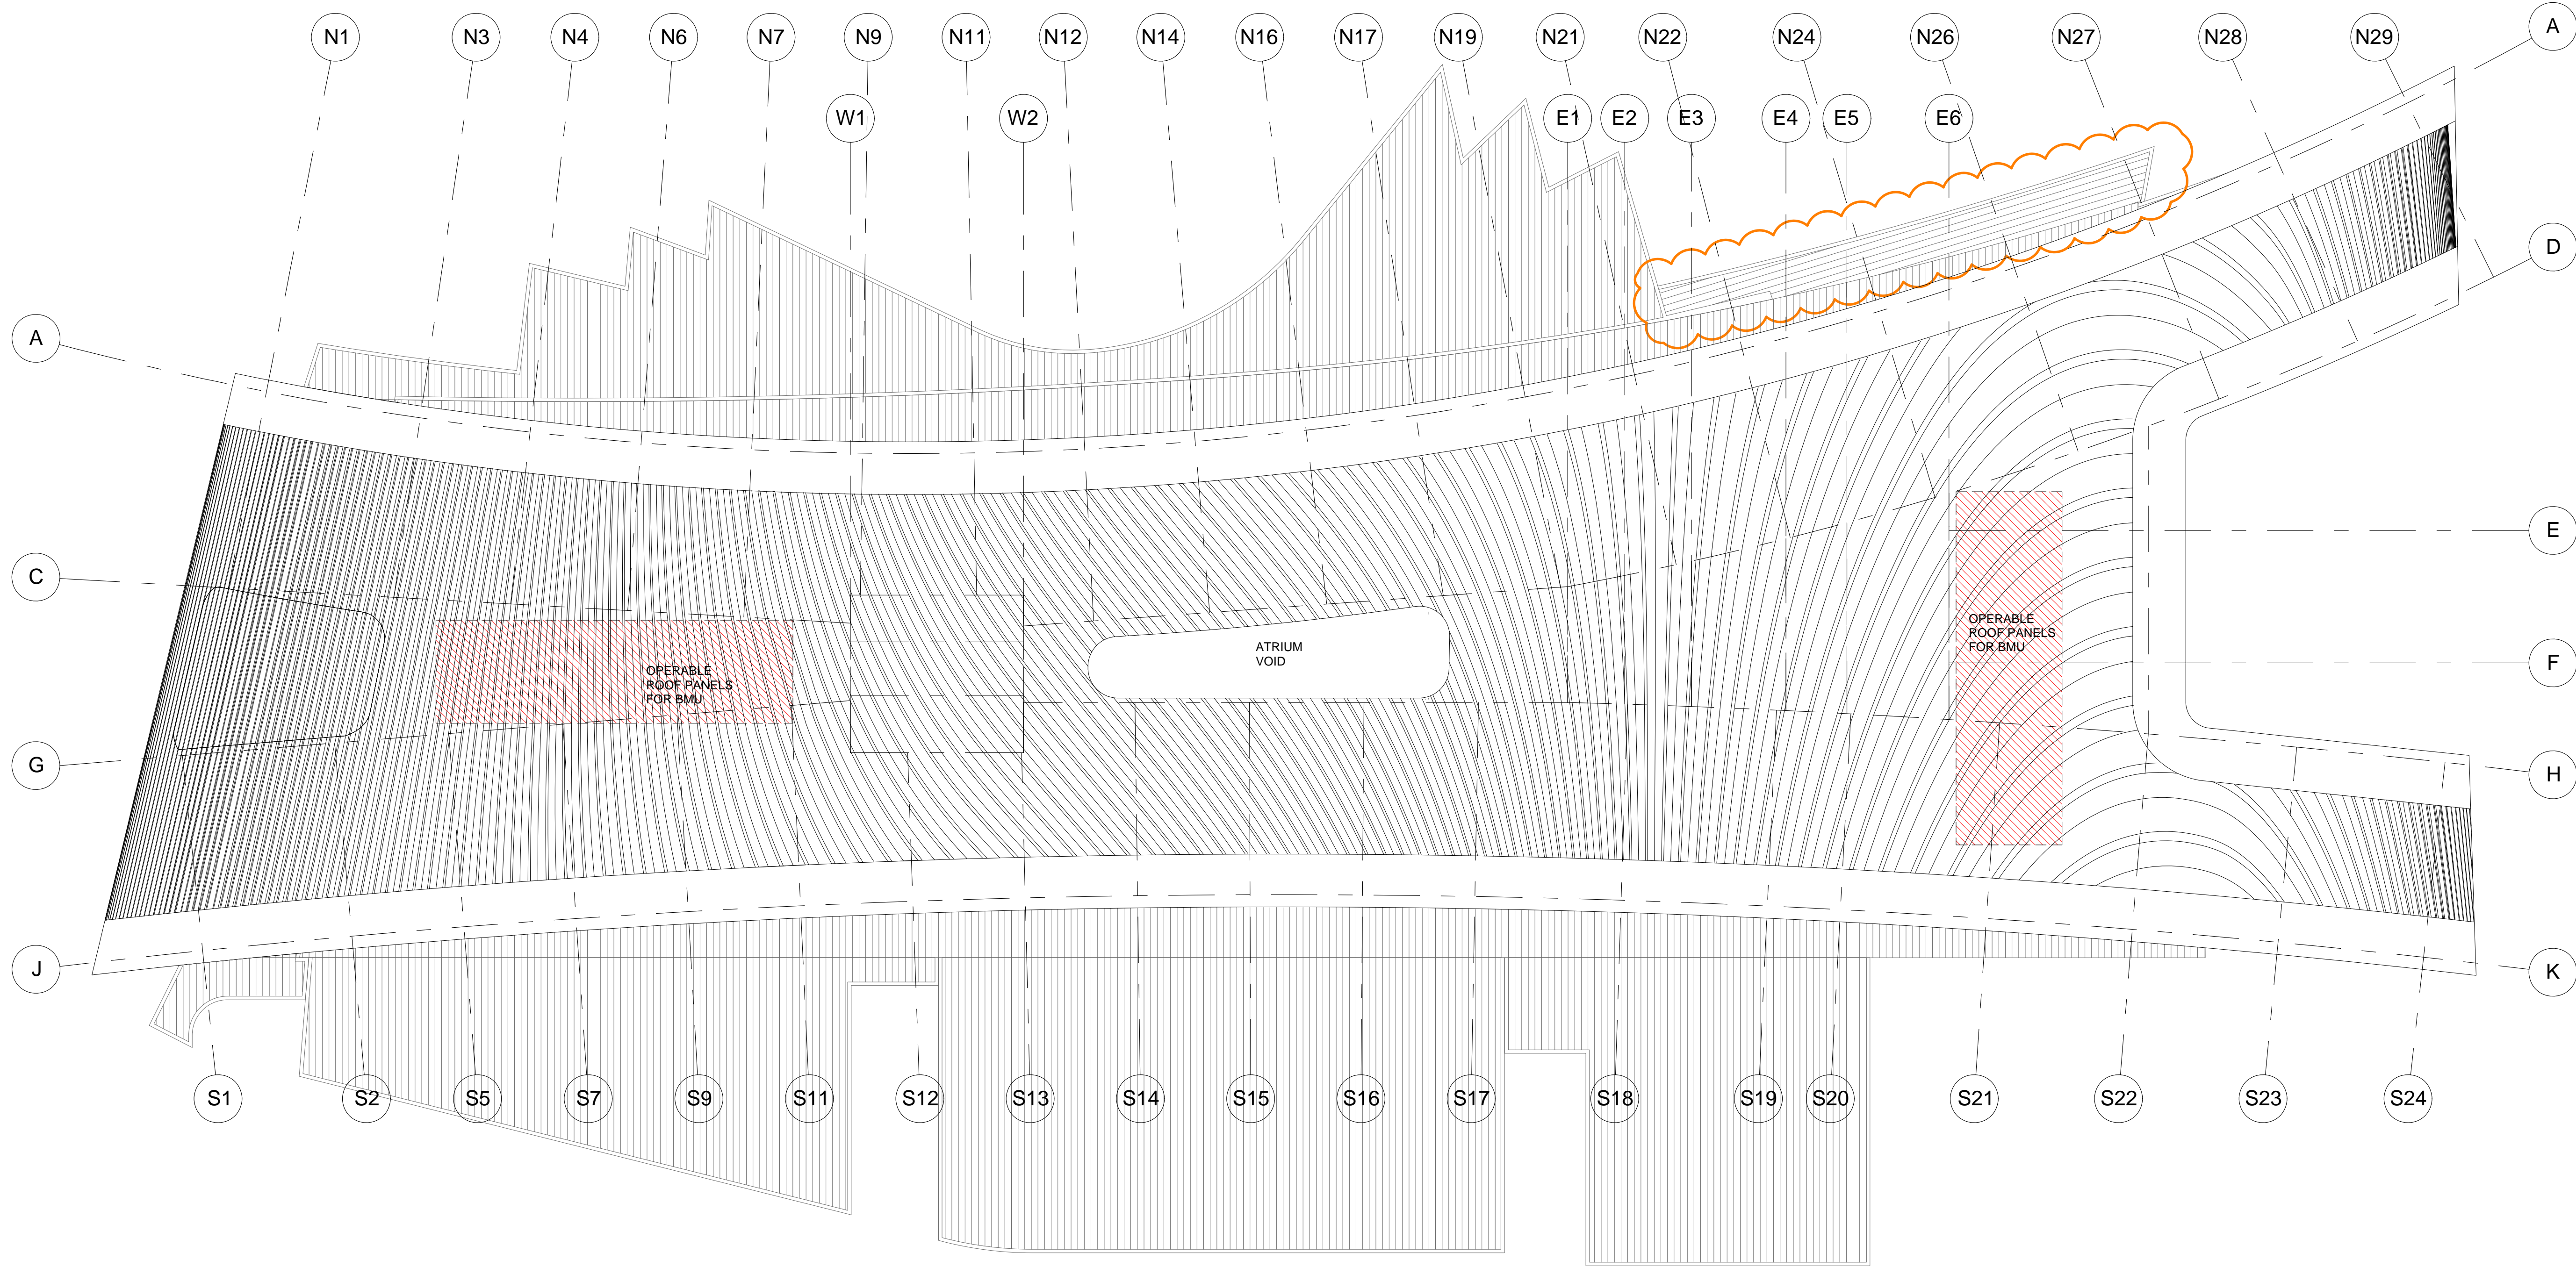 N1
N3
N4
N6
N7
N9
N11
N12
N14
N16
N17
N19
N21
N22
N24
N26
N27
N28
N29
A
W1
W2
E1
E2
E3
E4
E5
E6
D
A
E
C
OPERABLE
ROOF PANELS
FOR BMU
ATRIUM
VOID
OPERABLE
ROOF PANELS
FOR BMU
F
G
H
J
K
S1
S2
S5
S7
S9
S11
S12
S13
S14
S15
S16
S17
S18
S19
S20
S21
S22
S23
S24